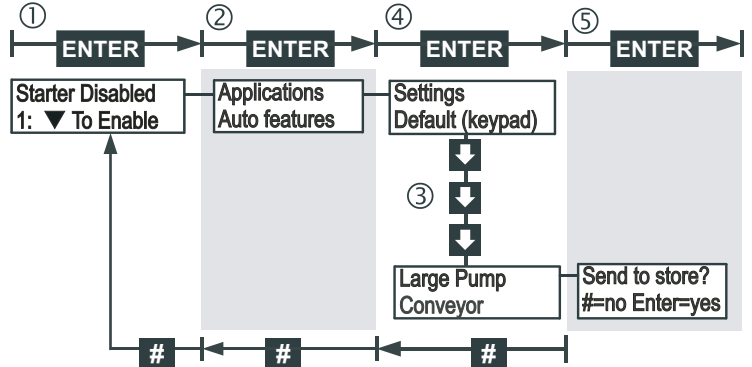 ① ② ④ ⑤
ENTER ENTER ENTER ENTER
Starter Disabled
1: ▼ To Enable
Applications
Auto features
Settings
Default (keypad)
③
Large Pump
Conveyor
Send to store?
#=no Enter=yes
# # #